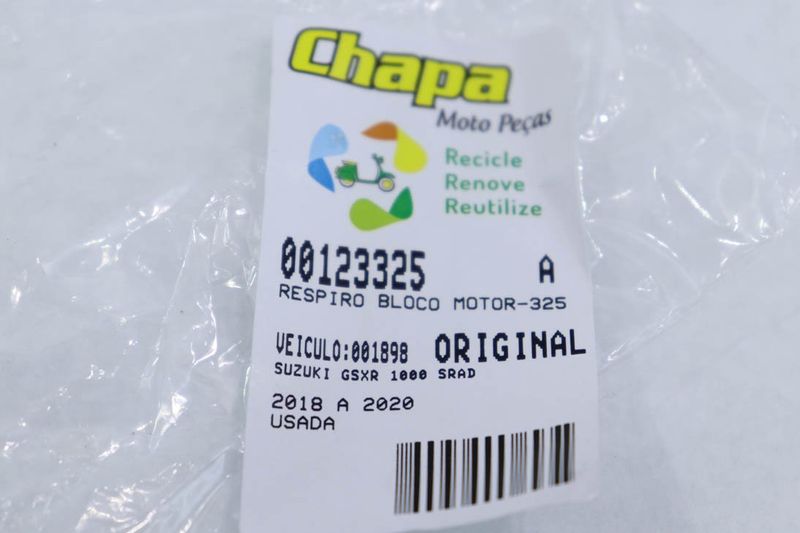 Chapa
Moto Peças
Recicle
Renove
Reutilize
00123325 A
RESPIRO BLOCO MOTOR-325
VEICULO:001898 ORIGINAL
SUZUKI GSXR 1000 SRAD
2018 A 2020
USADA